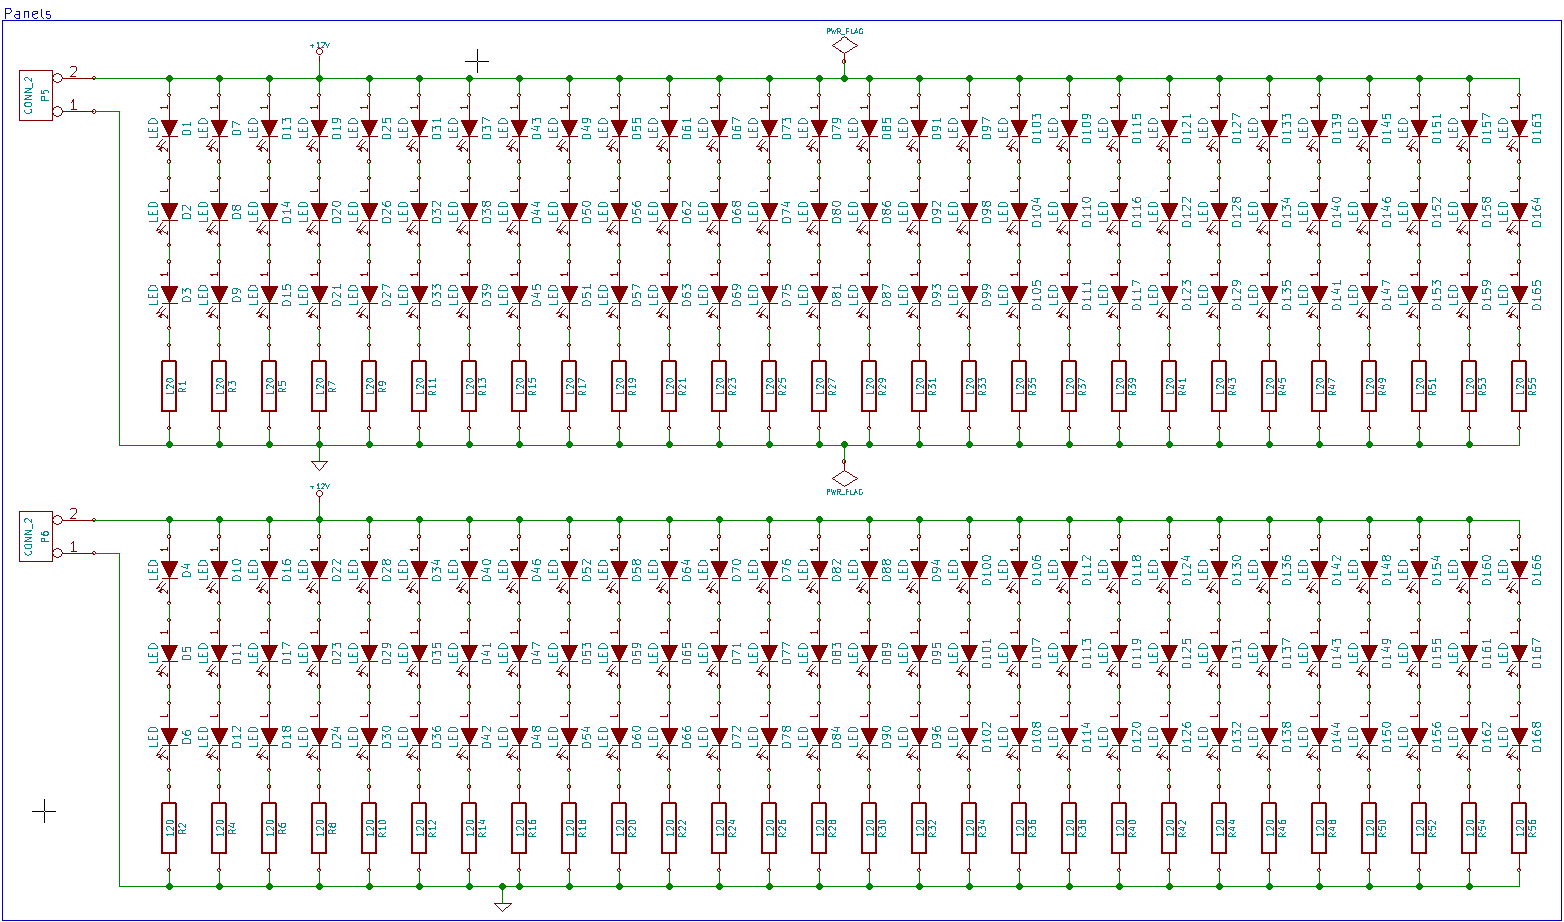 Panels
+12V
PWR_FLAG
CONN_2
P5
2
1
LED D1 LED D7 LED D13 LED D19 LED D25 LED D31 LED D37 LED D43 LED D49 LED D55 LED D61 LED D67 LED D73 LED D79 LED D85 LED D91 LED D97 LED D103 LED D109 LED D115 LED D121 LED D127 LED D133 LED D139 LED D145 LED D151 LED D157 LED D163
LED D2 LED D8 LED D14 LED D20 LED D26 LED D32 LED D38 LED D44 LED D50 LED D56 LED D62 LED D68 LED D74 LED D80 LED D86 LED D92 LED D98 LED D104 LED D110 LED D116 LED D122 LED D128 LED D134 LED D140 LED D146 LED D152 LED D158 LED D164
LED D3 LED D9 LED D15 LED D21 LED D27 LED D33 LED D39 LED D45 LED D51 LED D57 LED D63 LED D69 LED D75 LED D81 LED D87 LED D93 LED D99 LED D105 LED D111 LED D117 LED D123 LED D129 LED D135 LED D141 LED D147 LED D153 LED D159 LED D165
120 R1 120 R3 120 R5 120 R7 120 R9 120 R11 120 R13 120 R15 120 R17 120 R19 120 R21 120 R23 120 R25 120 R27 120 R29 120 R31 120 R33 120 R35 120 R37 120 R39 120 R41 120 R43 120 R45 120 R47 120 R49 120 R51 120 R53 120 R55
PWR_FLAG
+12V
CONN_2
P6
2
1
LED D4 LED D10 LED D16 LED D22 LED D28 LED D34 LED D40 LED D46 LED D52 LED D58 LED D64 LED D70 LED D76 LED D82 LED D88 LED D94 LED D100 LED D106 LED D112 LED D118 LED D124 LED D130 LED D136 LED D142 LED D148 LED D154 LED D160 LED D166
LED D5 LED D11 LED D17 LED D23 LED D29 LED D35 LED D41 LED D47 LED D53 LED D59 LED D65 LED D71 LED D77 LED D83 LED D89 LED D95 LED D101 LED D107 LED D113 LED D119 LED D125 LED D131 LED D137 LED D143 LED D149 LED D155 LED D161 LED D167
LED D6 LED D12 LED D18 LED D24 LED D30 LED D36 LED D42 LED D48 LED D54 LED D60 LED D66 LED D72 LED D78 LED D84 LED D90 LED D96 LED D102 LED D108 LED D114 LED D120 LED D126 LED D132 LED D138 LED D144 LED D150 LED D156 LED D162 LED D168
120 R2 120 R4 120 R6 120 R8 120 R10 120 R12 120 R14 120 R16 120 R18 120 R20 120 R22 120 R24 120 R26 120 R28 120 R30 120 R32 120 R34 120 R36 120 R38 120 R40 120 R42 120 R44 120 R46 120 R48 120 R50 120 R52 120 R54 120 R56